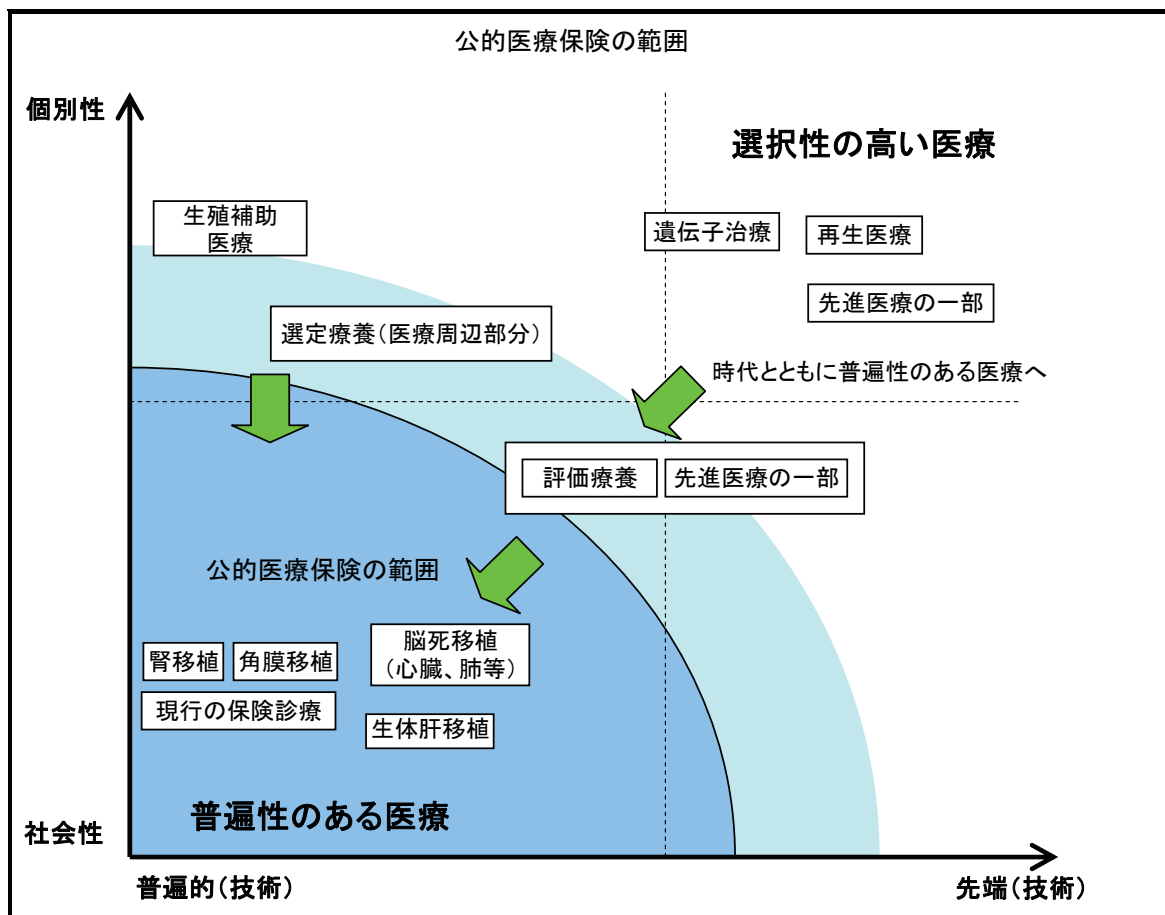 公的医療保険の範囲
個別性
選択性の高い医療
生殖補助
医療
遺伝子治療
再生医療
先進医療の一部
選定療養(医療周辺部分)
時代とともに普遍性のある医療へ
評価療養
先進医療の一部
公的医療保険の範囲
脳死移植
(心臓、肺等)
腎移植
角膜移植
現行の保険診療
生体肝移植
普遍性のある医療
社会性
普遍的(技術)
先端(技術)